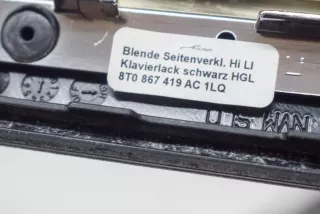 Blende Seitenverkl. Hi LI
Klavierlack schwarz HGL
8T0 867 419 AC 1LQ